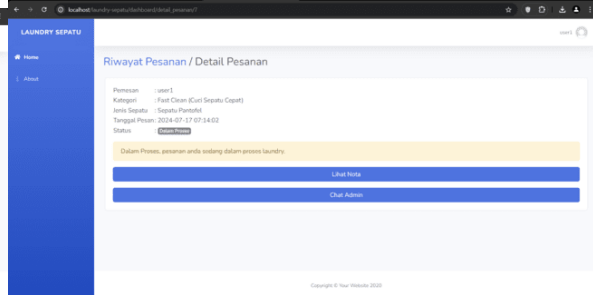 localhost/laundry-sepatu/dashboard/detail_pesanan/7
LAUNDRY SEPATU
user1
Home
About
Riwayat Pesanan / Detail Pesanan
Pemesan : user1
Kategori : Fast Clean (Cuci Sepatu Cepat)
Jenis Sepatu : Sepatu Pantofel
Tanggal Pesan : 2024-07-17 07:14:02
Status Dalam Proses
Dalam Proses, pesanan anda sedang dalam proses laundry.
Lihat Nota
Chat Admin
Copyright © Your Website 2020